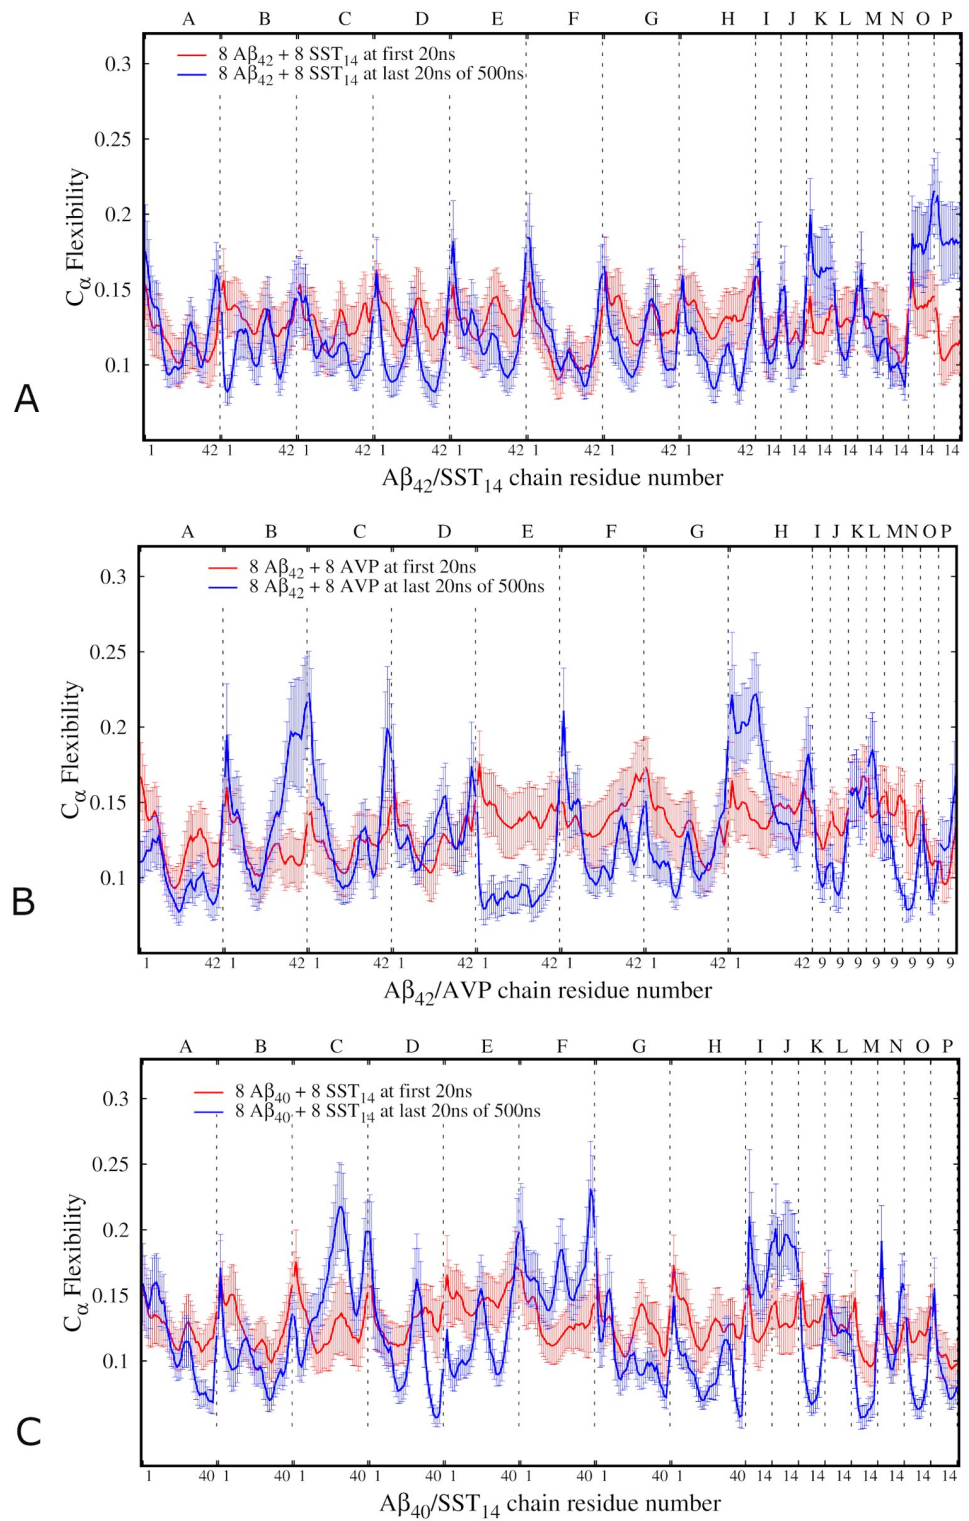 A B C D E F G H I J K L M N O P
8 Aβ42 + 8 SST14 at first 20ns
8 Aβ42 + 8 SST14 at last 20ns of 500ns
0.3
0.25
0.2
0.15
0.1
Cα Flexibility
A
1 42 1 42 1 42 1 42 1 42 1 42 1 42 1 42 14 14 14 14 14 14 14 14
Aβ42/SST14 chain residue number
A B C D E F G H I J K L M N O P
8 Aβ42 + 8 AVP at first 20ns
8 Aβ42 + 8 AVP at last 20ns of 500ns
0.3
0.25
0.2
0.15
0.1
Cα Flexibility
B
1 42 1 42 1 42 1 42 1 42 1 42 1 42 1 42 9 9 9 9 9 9 9 9
Aβ42/AVP chain residue number
A B C D E F G H I J K L M N O P
8 Aβ40 + 8 SST14 at first 20ns
8 Aβ40 + 8 SST14 at last 20ns of 500ns
0.3
0.25
0.2
0.15
0.1
Cα Flexibility
C
1 40 1 40 1 40 1 40 1 40 1 40 1 40 1 40 14 14 14 14 14 14 14 14
Aβ40/SST14 chain residue number